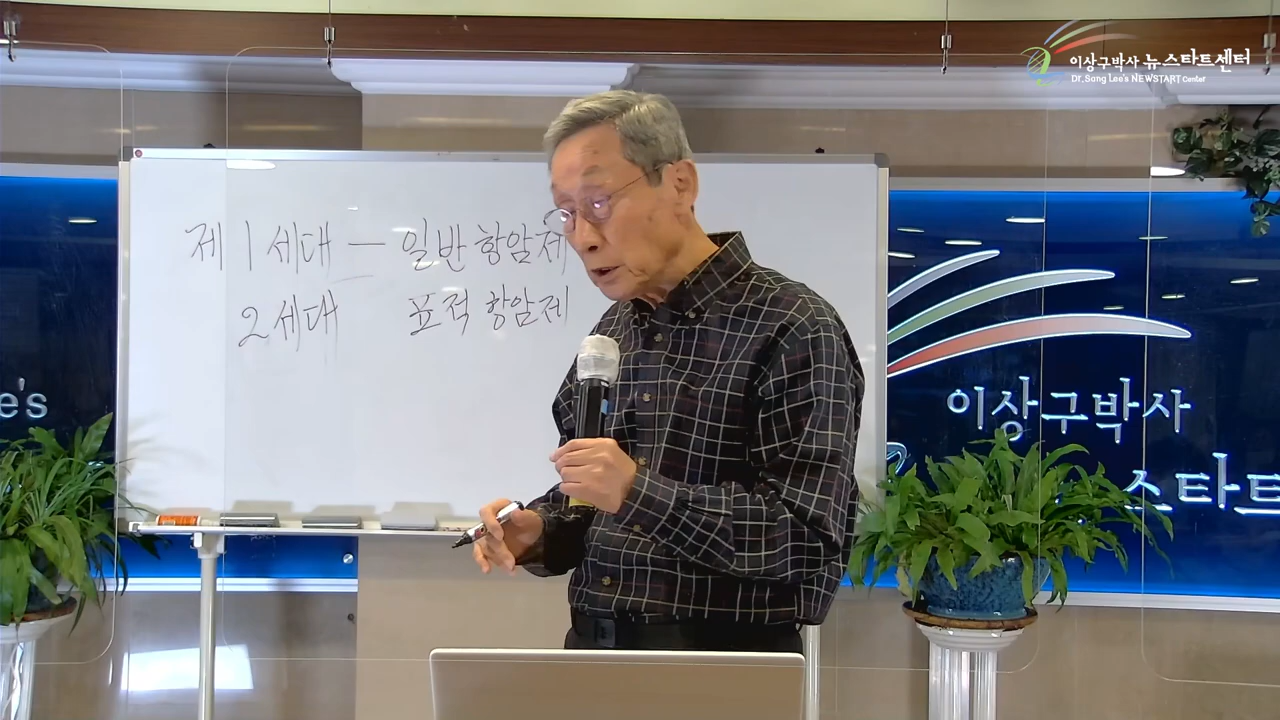 이상구박사 뉴스타트센터
Dr. Sang Lee's NEWSTART Center
제 1 세대 — 일반 항암제
2 세대 표적 항암제
e's
이상구박사
스타트